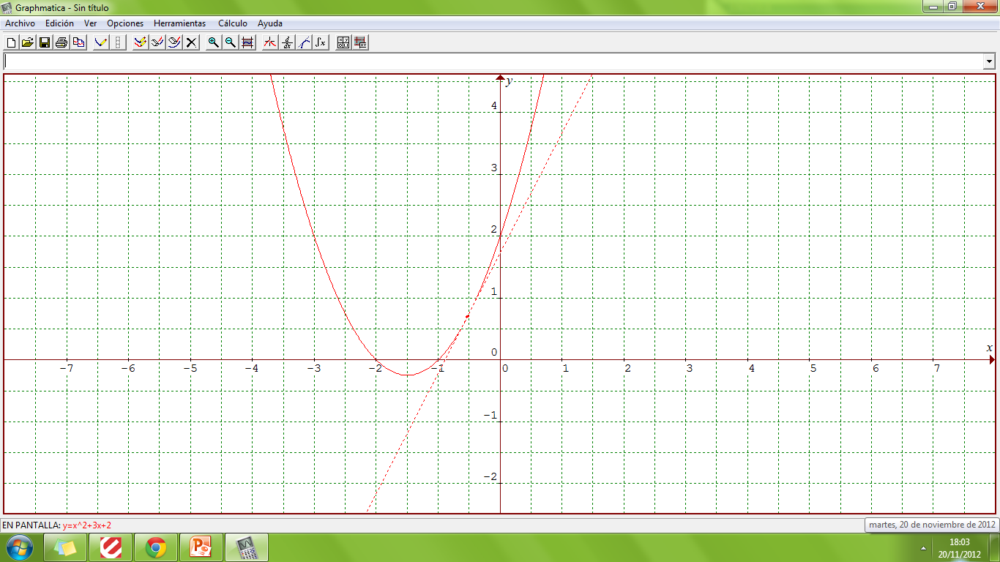 Graphmatica - Sin título
Archivo Edición Ver Opciones Herramientas Cálculo Ayuda
y
4
3
2
1
0
x
-7 -6 -5 -4 -3 -2 -1 0 1 2 3 4 5 6 7
-1
-2
EN PANTALLA: y=x^2+3x+2
martes, 20 de noviembre de 2012
18:03
20/11/2012